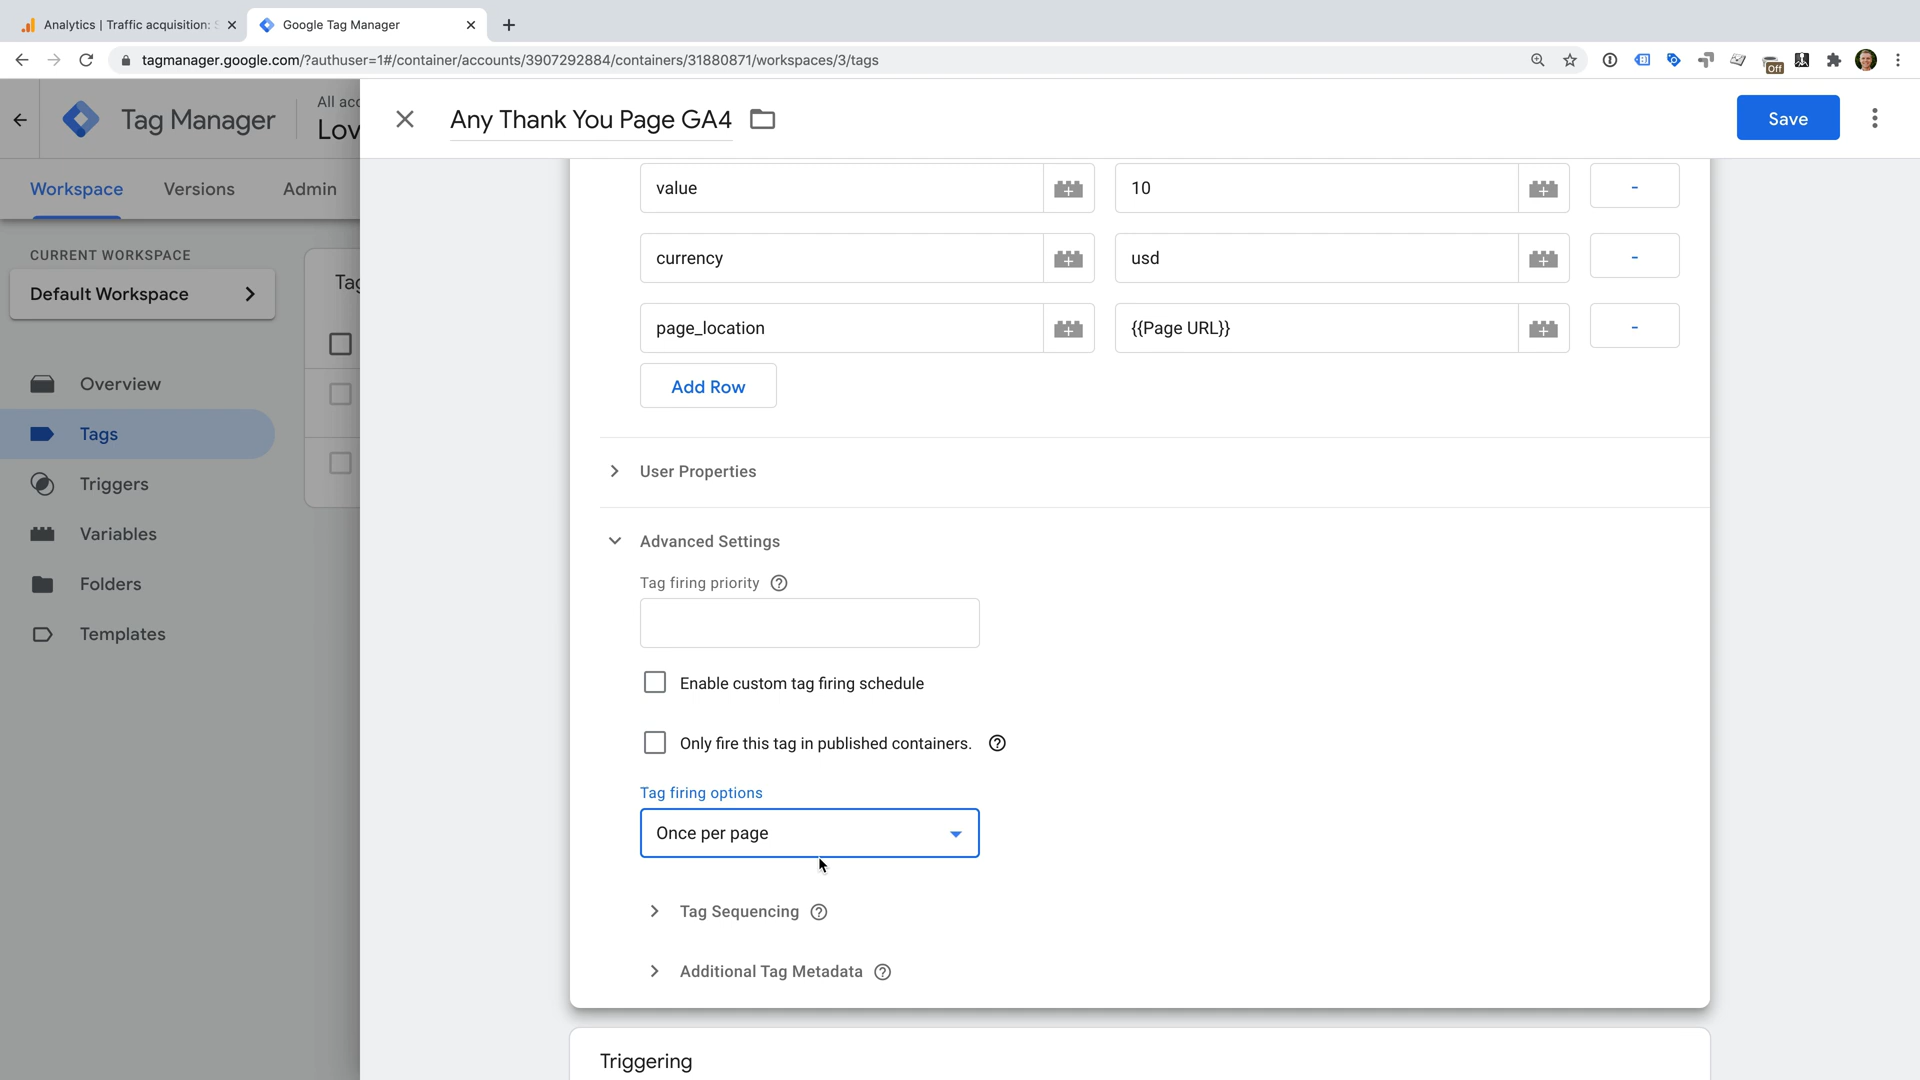 Analytics | Traffic acquisition: S
Google Tag Manager
tagmanager.google.com/?authuser=1#/container/accounts/3907292884/containers/31880871/workspaces/3/tags
Off
Tag Manager
All acc
Lov
Any Thank You Page GA4
Save
Workspace
Versions
Admin
CURRENT WORKSPACE
Default Workspace
Tag
Overview
Tags
Triggers
Variables
Folders
Templates
value
10
-
currency
usd
-
page_location
{{Page URL}}
-
Add Row
User Properties
Advanced Settings
Tag firing priority
Enable custom tag firing schedule
Only fire this tag in published containers.
Tag firing options
Once per page
Tag Sequencing
Additional Tag Metadata
Triggering